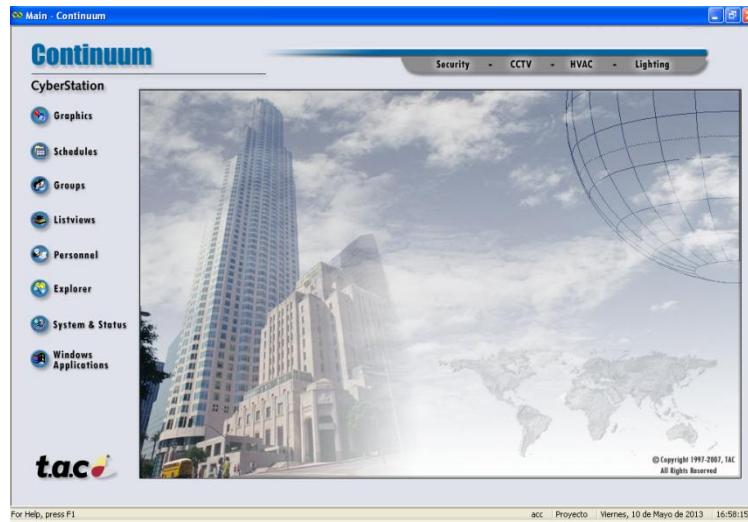 Main - Continuum
Continuum
Security - CCTV - HVAC - Lighting
CyberStation
Graphics
Schedules
Groups
Listviews
Personnel
Explorer
System & Status
Windows
Applications
t.a.c
© Copyright 1997-2007, TAC
All Rights Reserved
For Help, press F1
acc Proyecto Viernes, 10 de Mayo de 2013 16:58:15